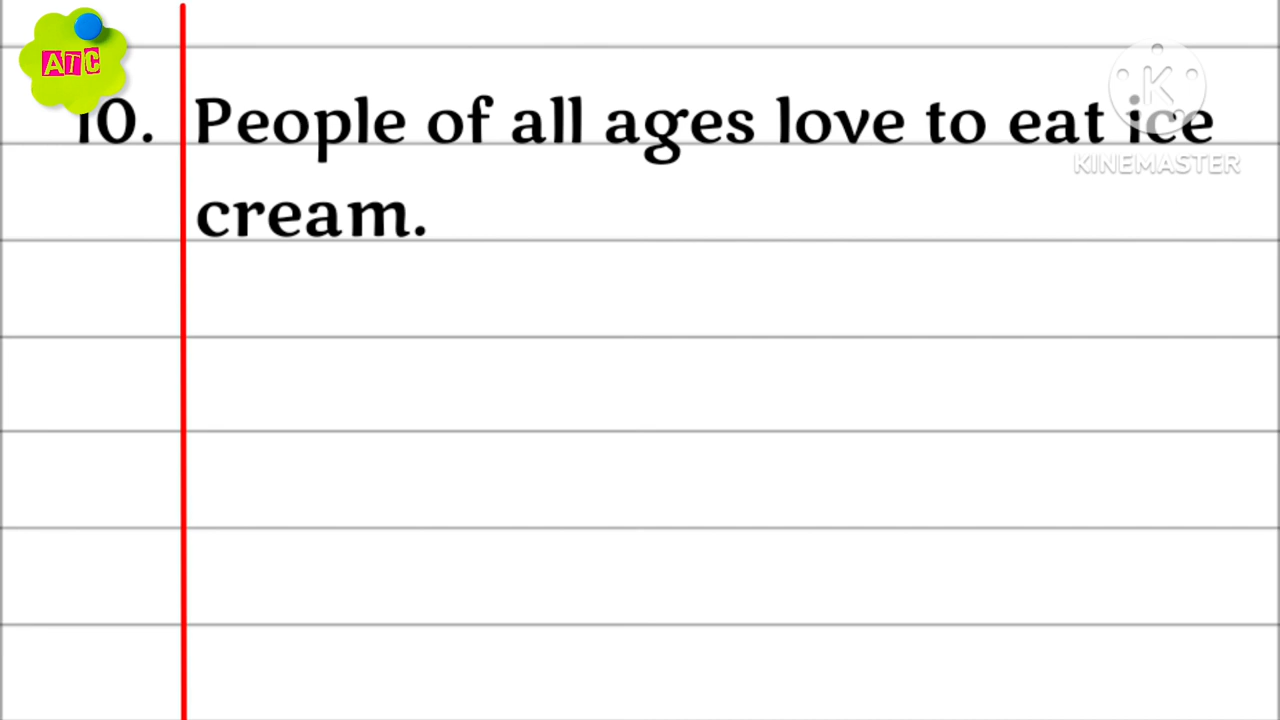 ATC
10. People of all ages love to eat ice
cream.
K
KINEMASTER